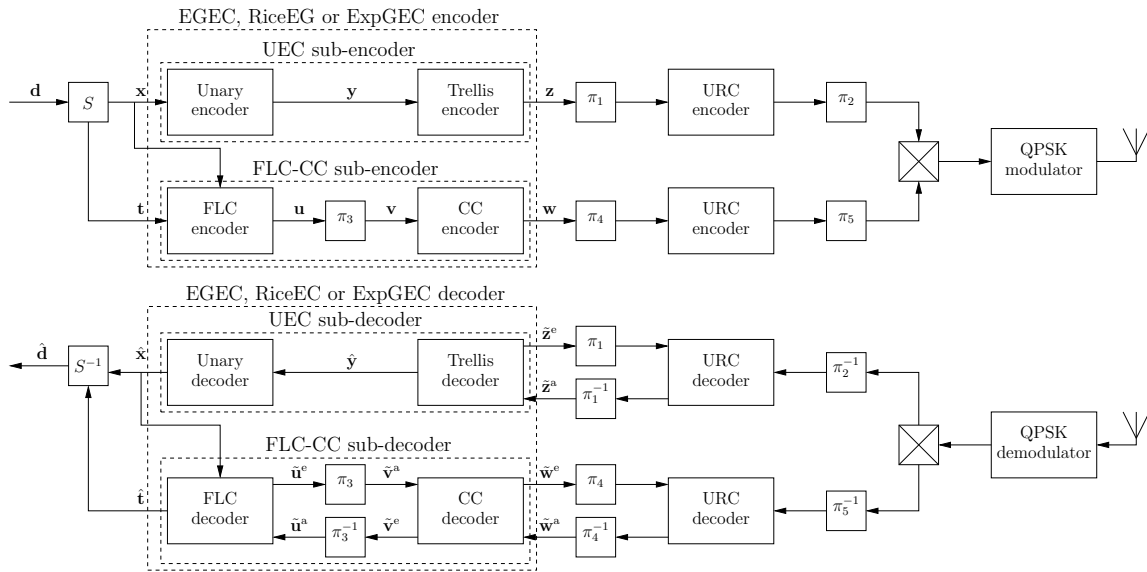 EGEC, RiceEG or ExpGEC encoder
UEC sub-encoder
d
S
x
Unary
encoder
y
Trellis
encoder
z
π₁
URC
encoder
π₂
QPSK
modulator
FLC-CC sub-encoder
t
FLC
encoder
u
π₃
v
CC
encoder
w
π₄
URC
encoder
π₅
EGEC, RiceEC or ExpGEC decoder
UEC sub-decoder
d̂
S⁻¹
x̂
Unary
decoder
ŷ
Trellis
decoder
z̃ᵉ
π₁
z̃ᵃ
π₁⁻¹
URC
decoder
π₂⁻¹
QPSK
demodulator
FLC-CC sub-decoder
t̂
FLC
decoder
ũᵉ
π₃
ṽᵃ
ũᵃ
π₃⁻¹
ṽᵉ
CC
decoder
w̃ᵉ
π₄
w̃ᵃ
π₄⁻¹
URC
decoder
π₅⁻¹